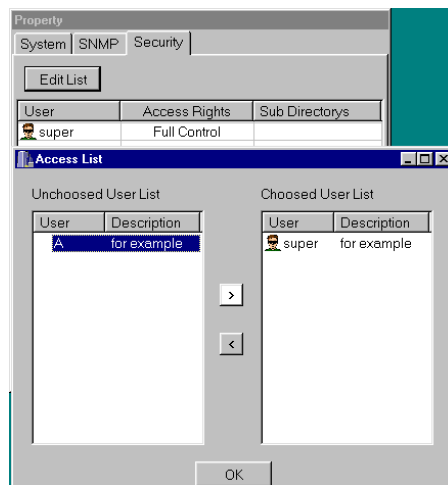 Property
System SNMP Security
Edit List
User Access Rights Sub Directorys
super Full Control
Access List
Unchoosed User List Choosed User List
User Description User Description
A for example super for example
>
<
OK